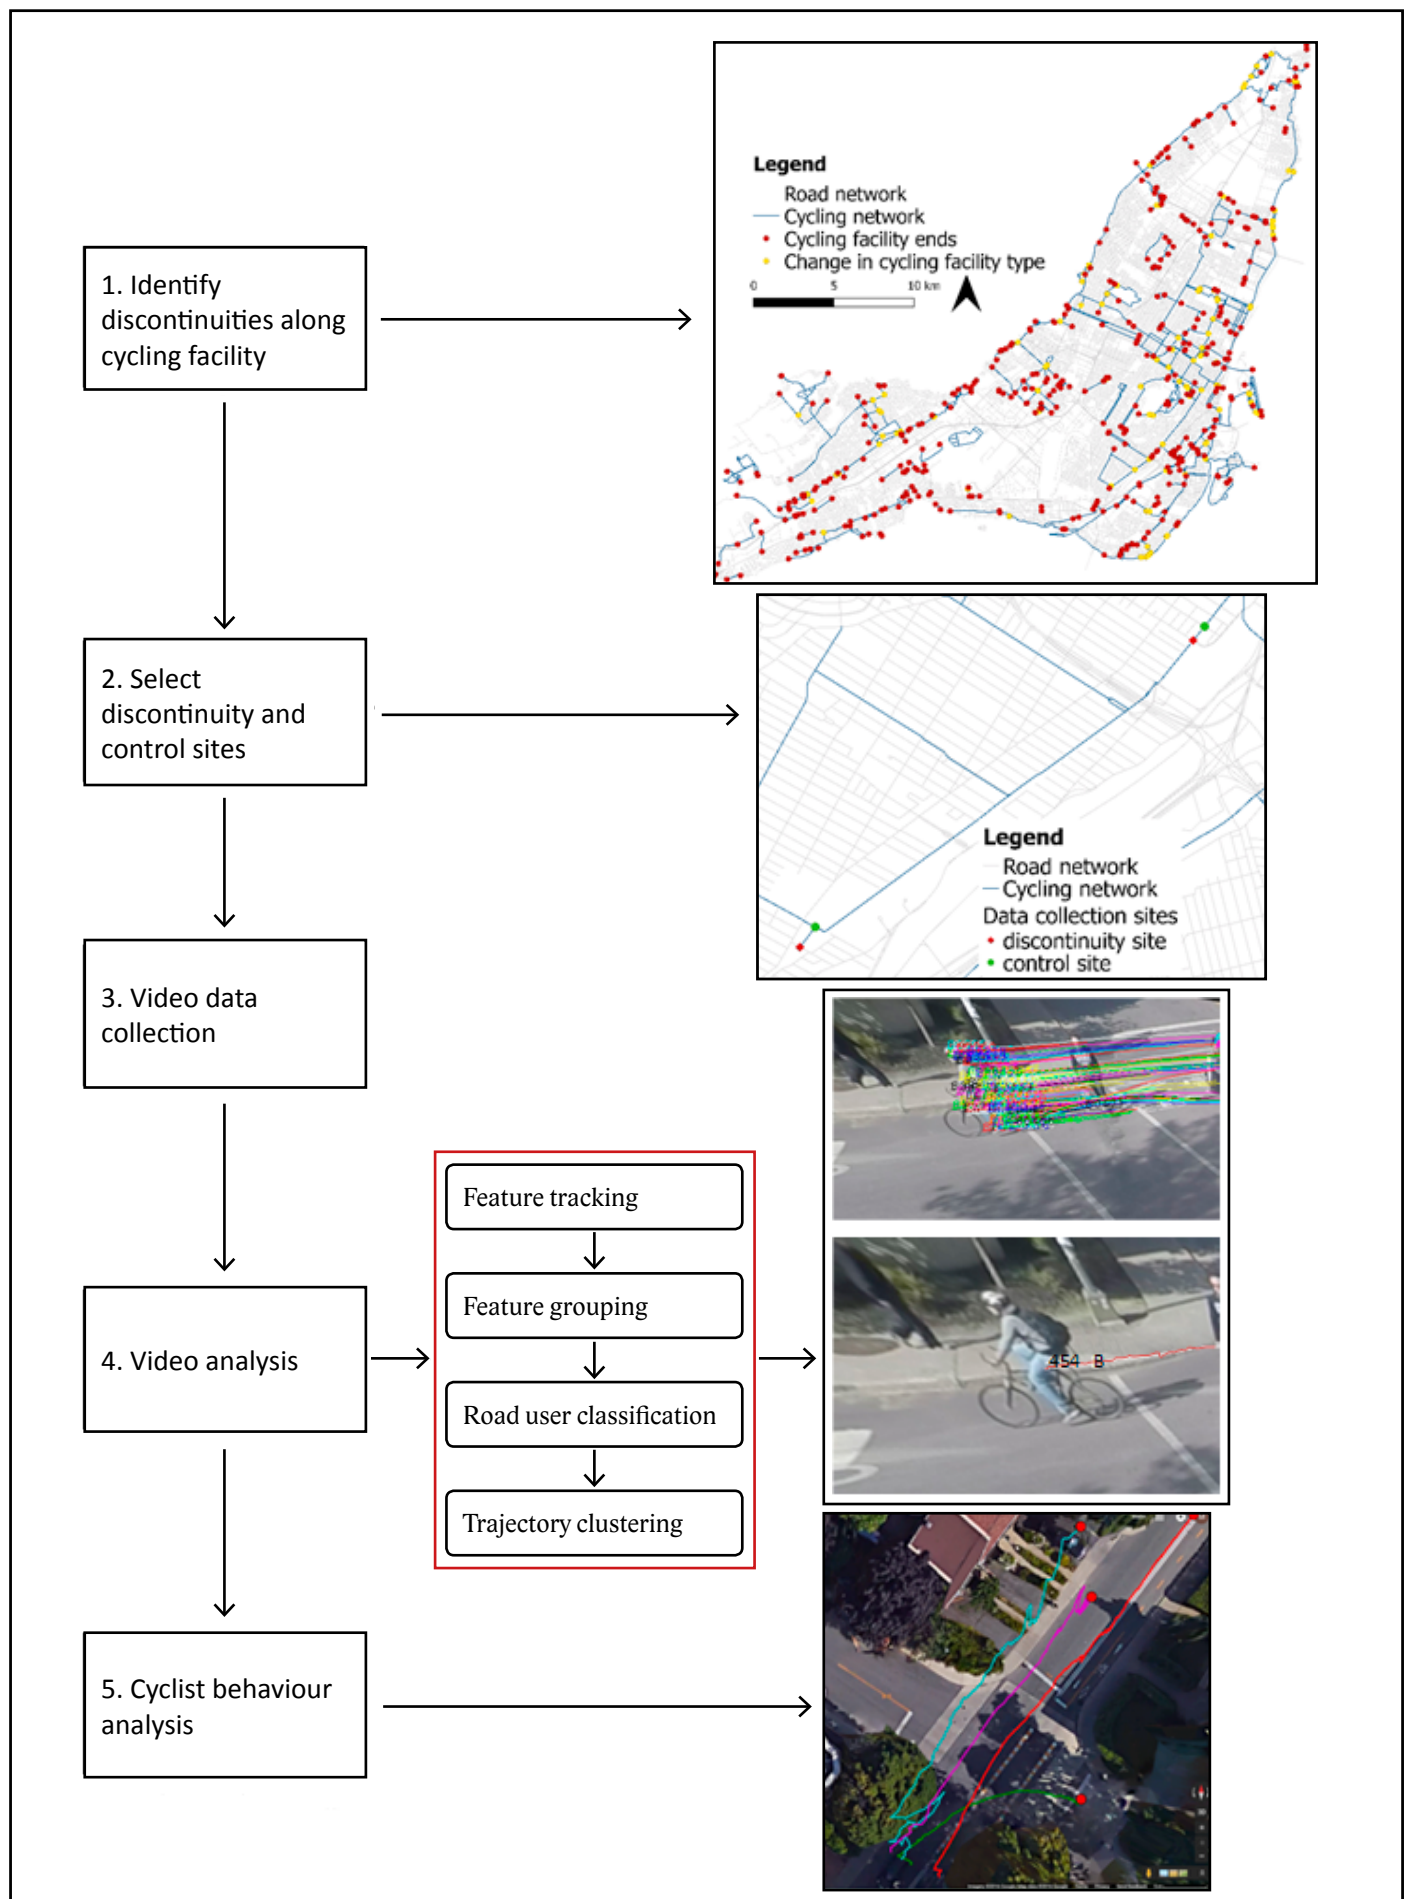 Legend
Road network
Cycling network
Cycling facility ends
Change in cycling facility type
0 5 10 km
1. Identify
discontinuities along
cycling facility
2. Select
discontinuity and
control sites
Legend
Road network
Cycling network
Data collection sites
discontinuity site
control site
3. Video data
collection
4. Video analysis
Feature tracking
Feature grouping
Road user classification
Trajectory clustering
454 B
5. Cyclist behaviour
analysis